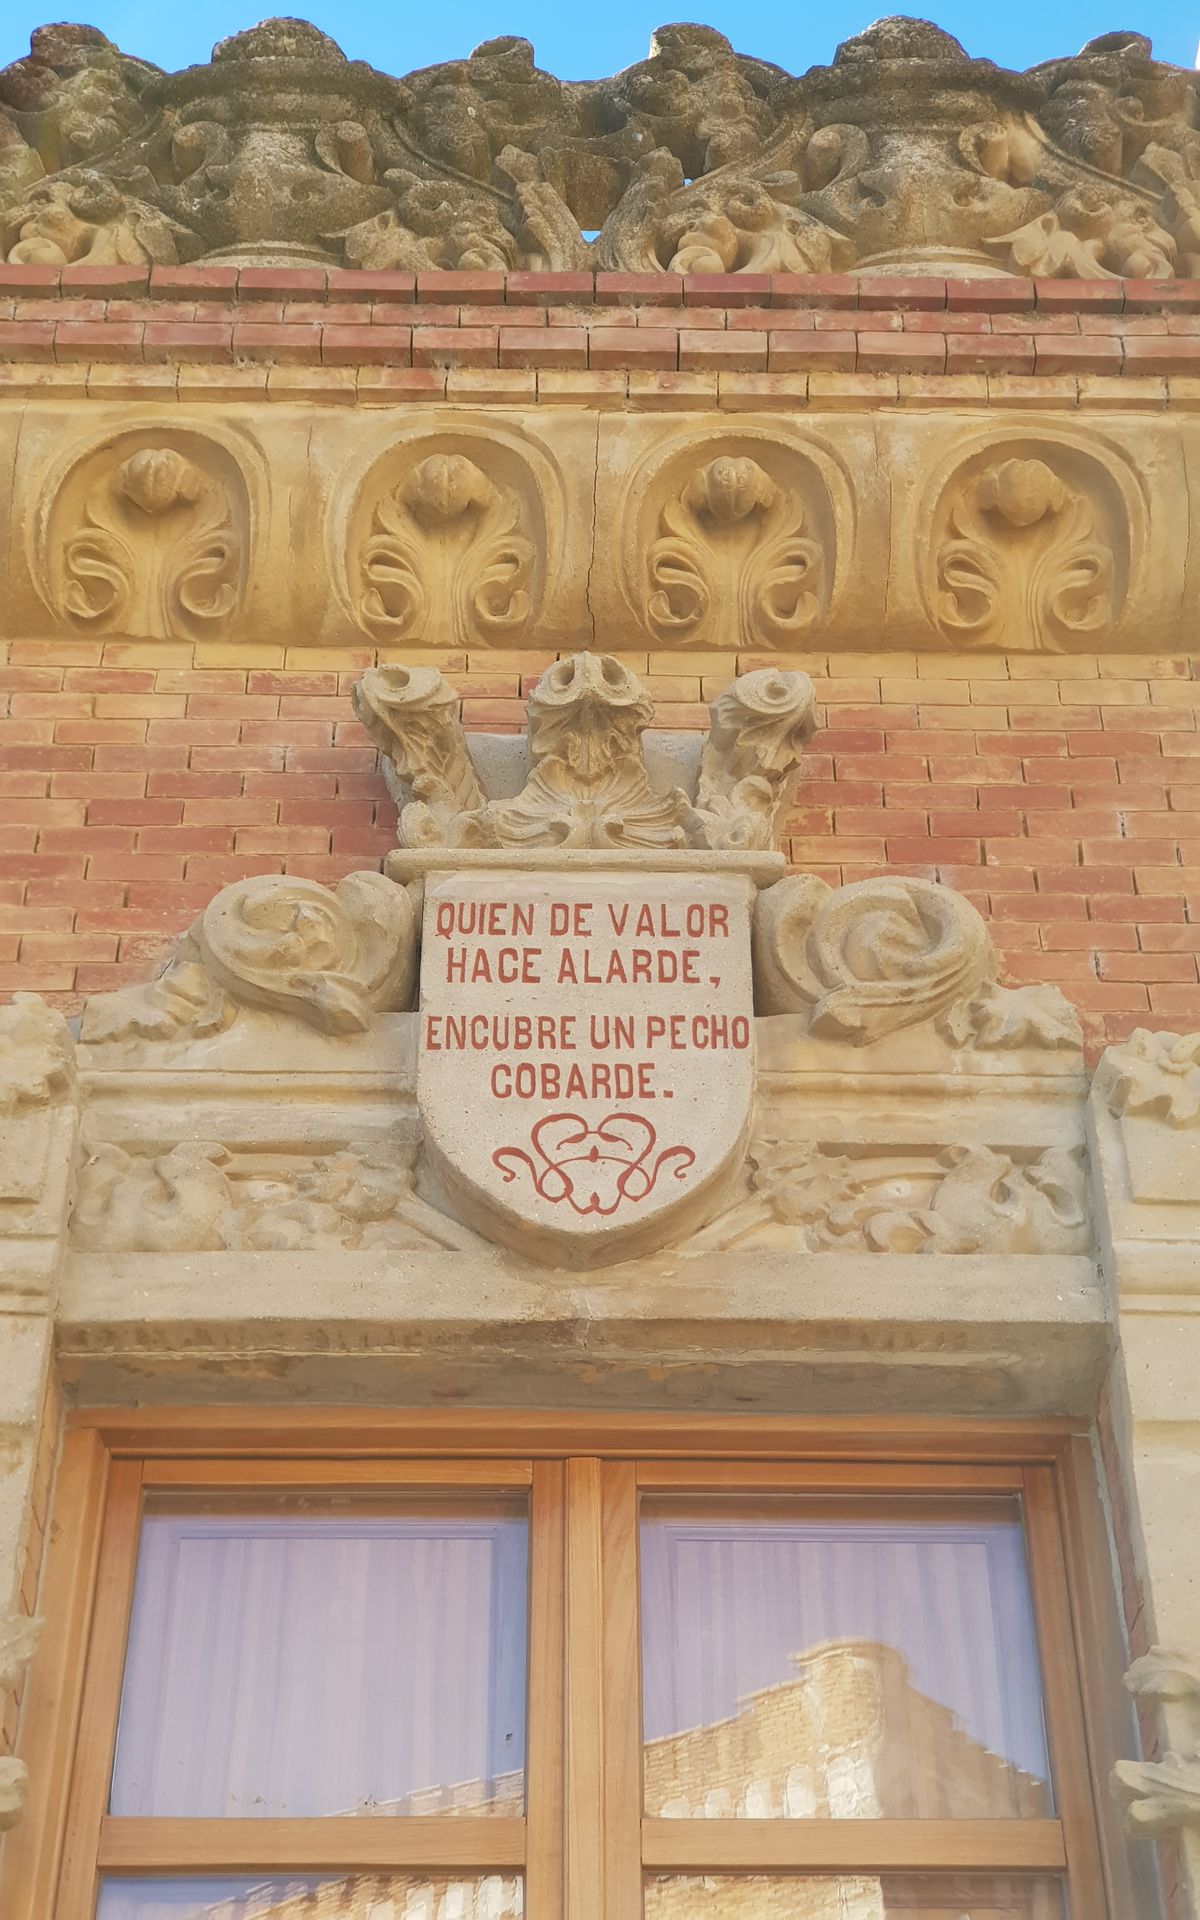 QUIEN DE VALOR
HACE ALARDE,
ENCUBRE UN PECHO
COBARDE.